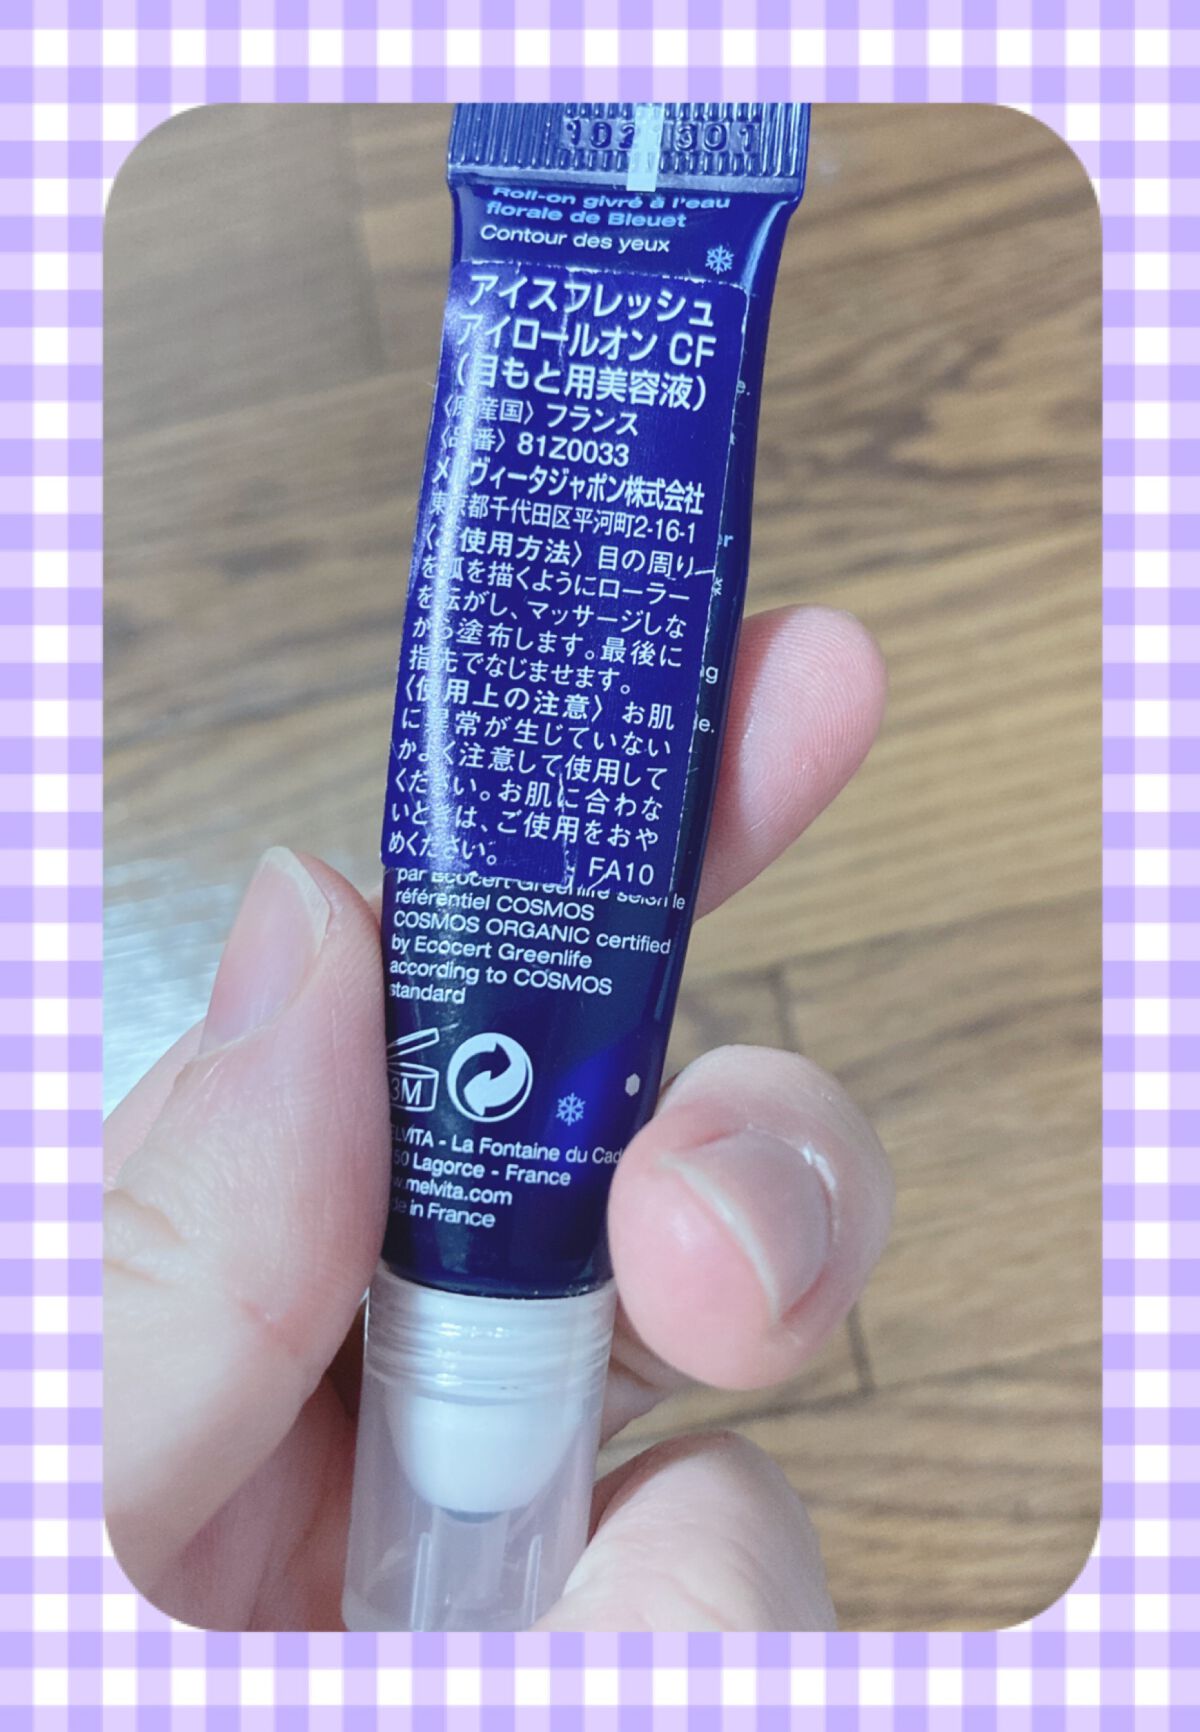 301
Roll-on givré à l'eau
florale de Bleuet
Contour des yeux
アイスフレッシュ
アイロールオン CF
(目もと用美容液)
〈原産国〉フランス
〈品番〉81Z0033
メルヴィータジャポン株式会社
東京都千代田区平河町2-16-1
〈ご使用方法〉目の周り
を弧を描くようにローラー
を転がし、マッサージしな
がら塗布します。最後に
指先でなじませます。
〈使用上の注意〉お肌
に異常が生じていない
かよく注意して使用して
ください。お肌に合わな
いときは、ご使用をおや
めください。
FA10
par Ecocert Greenlife selon le
référentiel COSMOS
COSMOS ORGANIC certified
by Ecocert Greenlife
according to COSMOS
standard
3M
MELVITA - La Fontaine du
Lagorce - France
melvita.com
in France